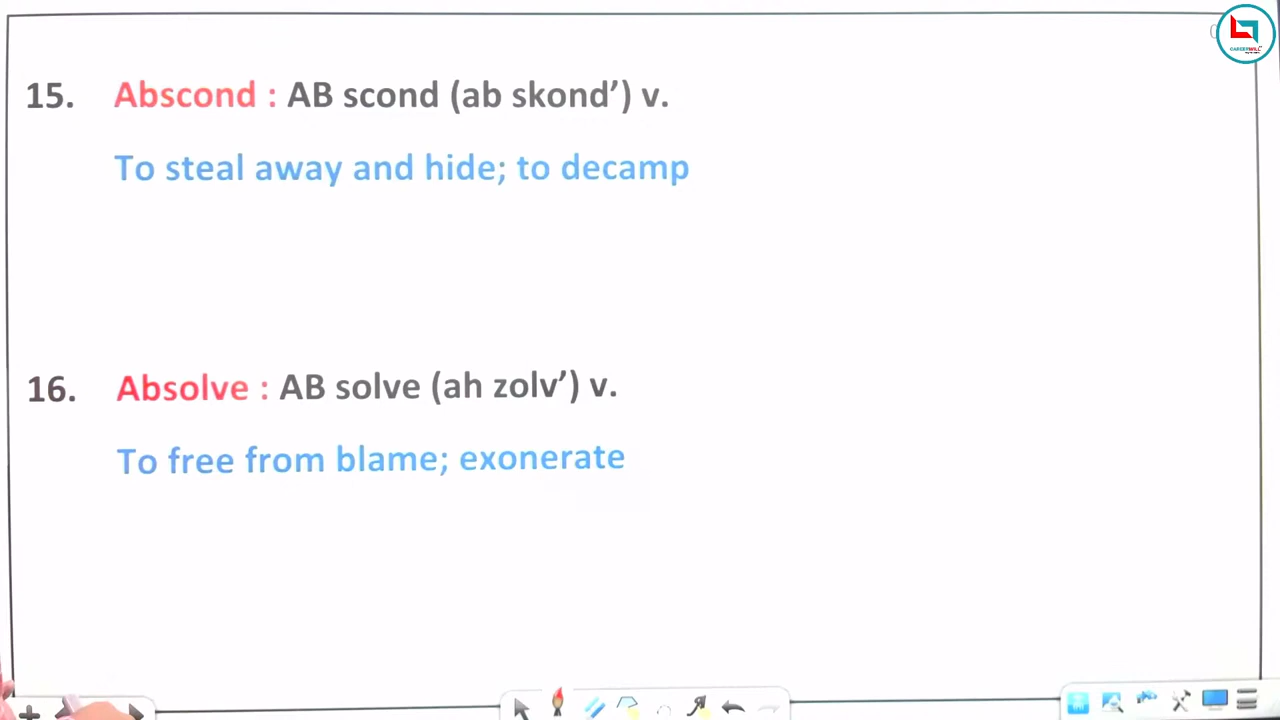 15. Abscond : AB scond (ab skond’) v.
To steal away and hide; to decamp
16. Absolve : AB solve (ah zolv’) v.
To free from blame; exonerate